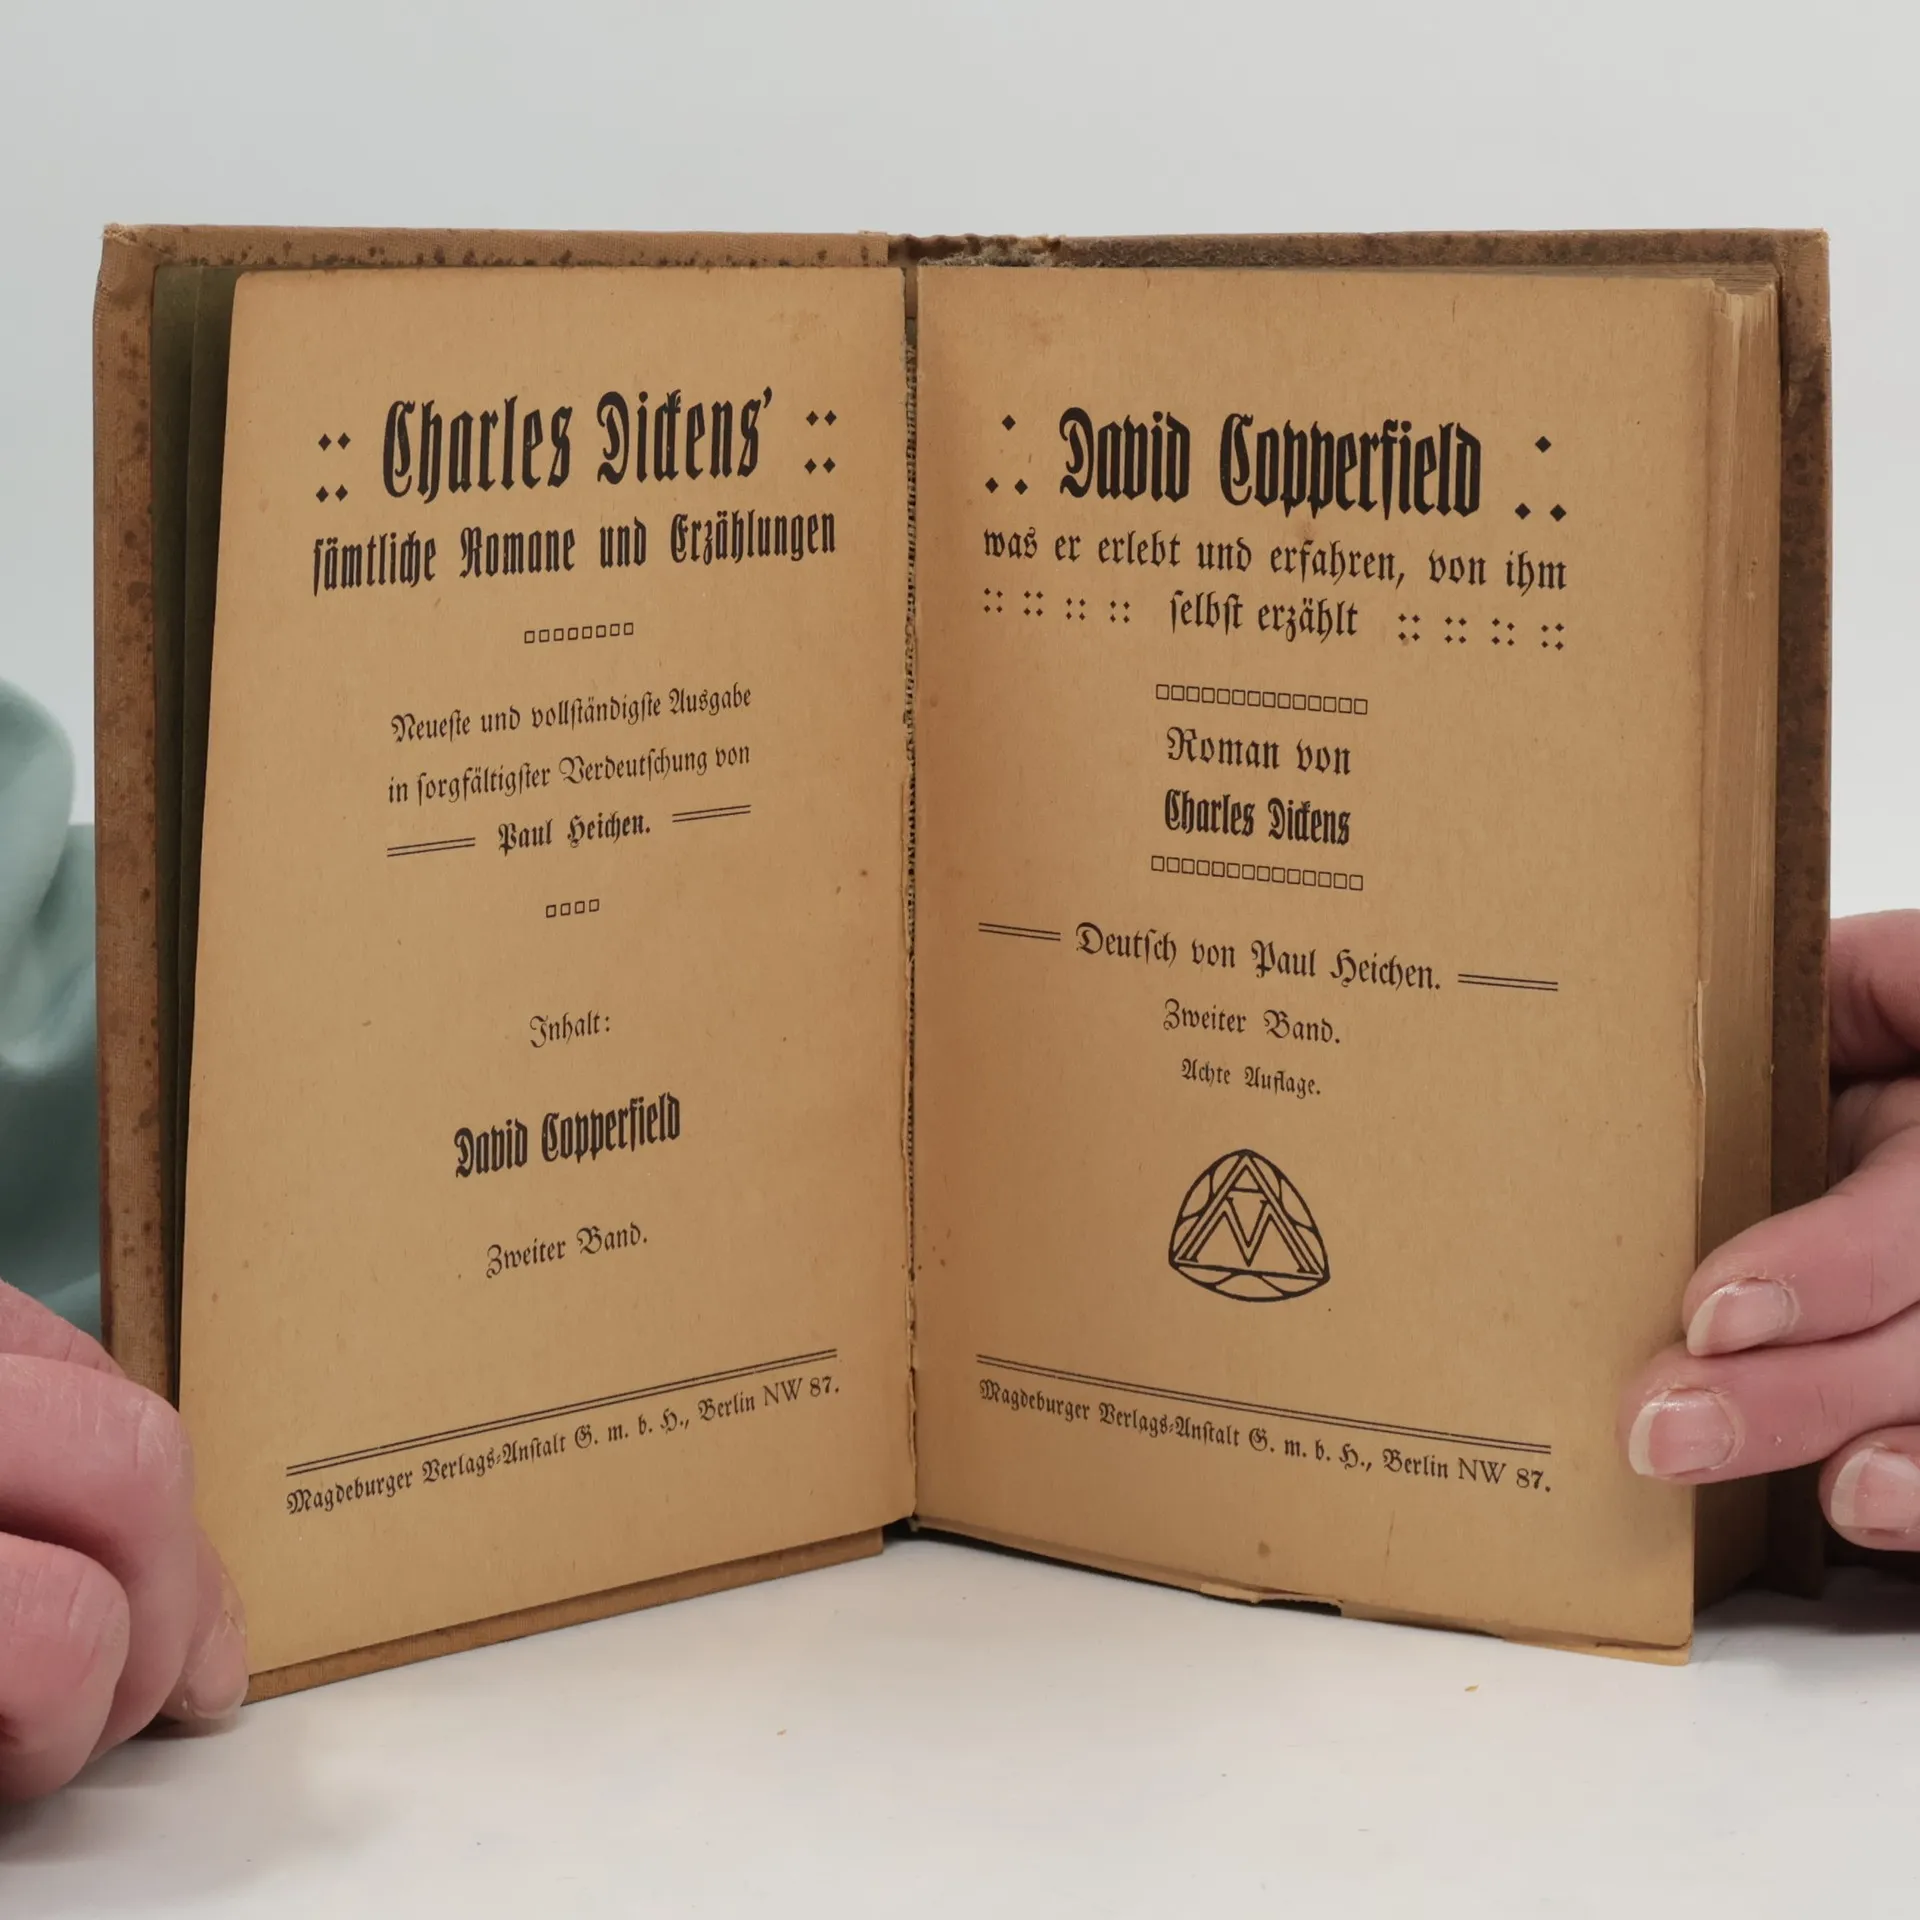 Charles Dickens'
sämtliche Romane und Erzählungen
Neueste und vollständigste Ausgabe
in sorgfältigster Verdeutschung von
Paul Heichen.
Inhalt:
David Copperfield
Zweiter Band.
Magdeburger Verlags-Anstalt G. m. b. H., Berlin NW 87.
David Copperfield
was er erlebt und erfahren, von ihm
selbst erzählt
Roman von
Charles Dickens
Deutsch von Paul Heichen.
Zweiter Band.
Achte Auflage.
Magdeburger Verlags-Anstalt G. m. b. H., Berlin NW 87.